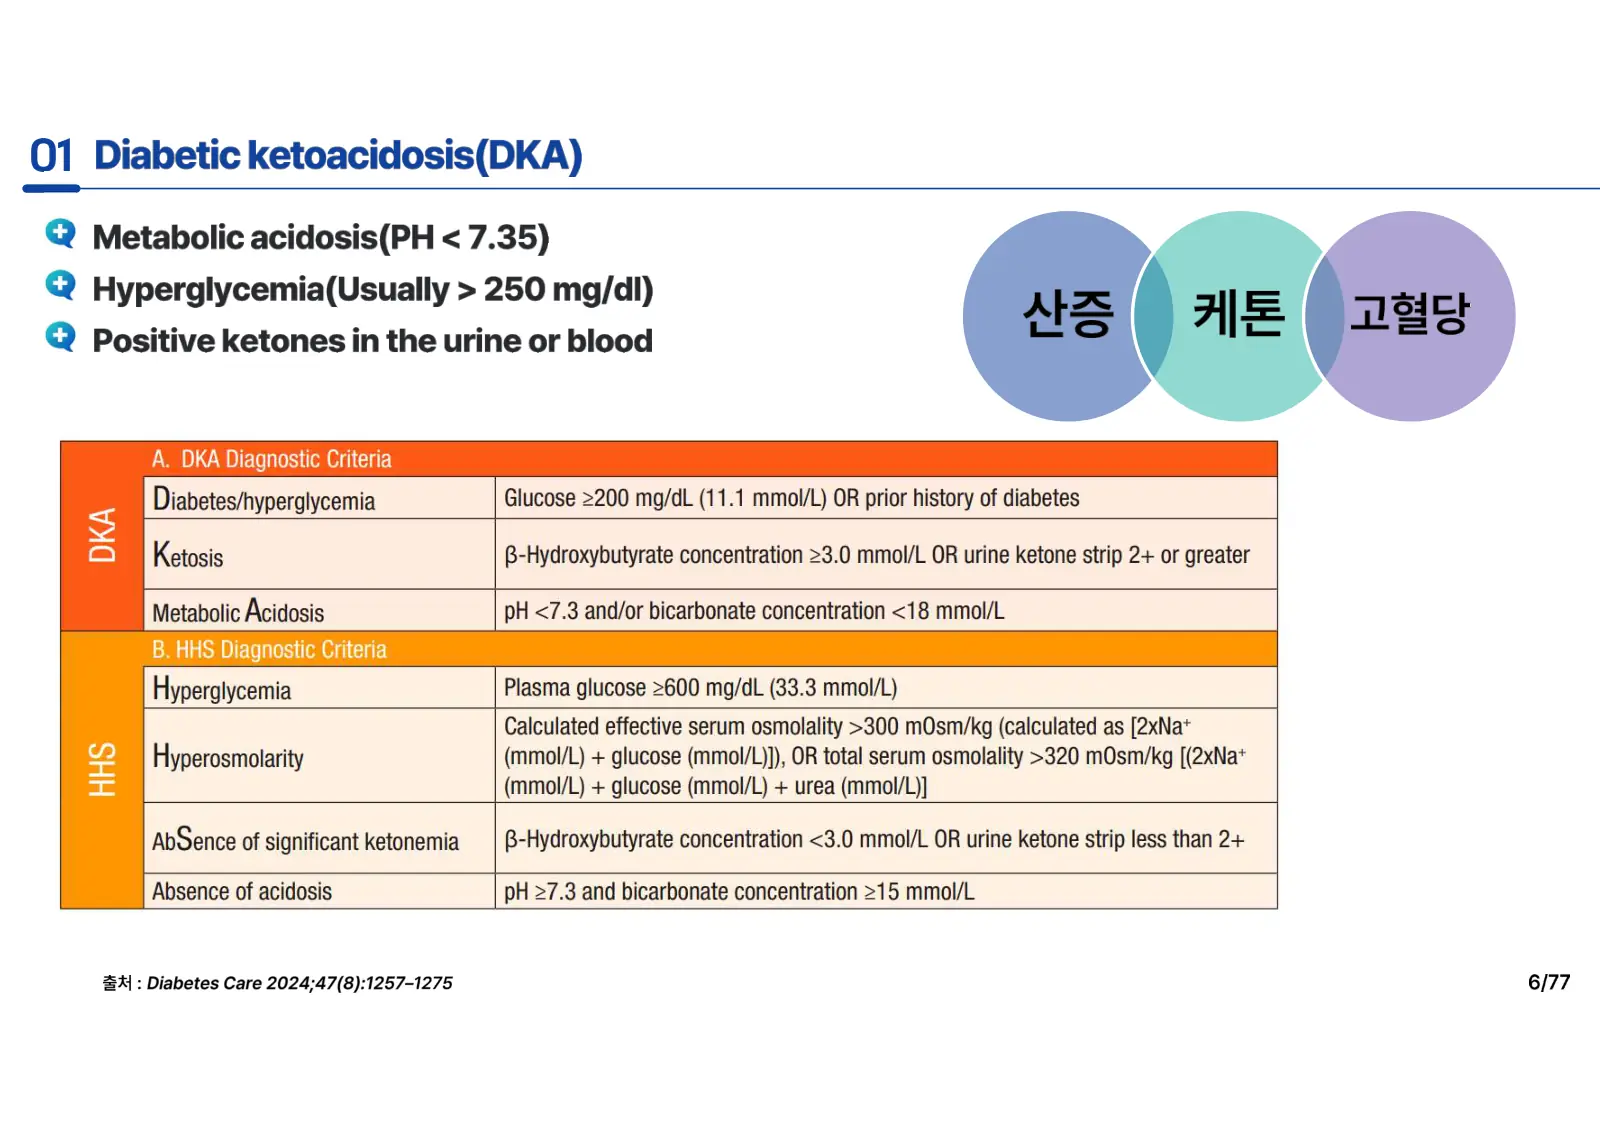 01 Diabetic ketoacidosis(DKA)
Metabolic acidosis(PH < 7.35)
Hyperglycemia(Usually > 250 mg/dl)
Positive ketones in the urine or blood
산증 케톤 고혈당
DKA
A. DKA Diagnostic Criteria
Diabetes/hyperglycemia Glucose ≥200 mg/dL (11.1 mmol/L) OR prior history of diabetes
Ketosis β-Hydroxybutyrate concentration ≥3.0 mmol/L OR urine ketone strip 2+ or greater
Metabolic Acidosis pH <7.3 and/or bicarbonate concentration <18 mmol/L
HHS
B. HHS Diagnostic Criteria
Hyperglycemia Plasma glucose ≥600 mg/dL (33.3 mmol/L)
Hyperosmolarity Calculated effective serum osmolality >300 mOsm/kg (calculated as [2xNa⁺
(mmol/L) + glucose (mmol/L)]), OR total serum osmolality >320 mOsm/kg [(2xNa⁺
(mmol/L) + glucose (mmol/L) + urea (mmol/L)]
AbSence of significant ketonemia β-Hydroxybutyrate concentration <3.0 mmol/L OR urine ketone strip less than 2+
Absence of acidosis pH ≥7.3 and bicarbonate concentration ≥15 mmol/L
출처 : Diabetes Care 2024;47(8):1257–1275
6/77